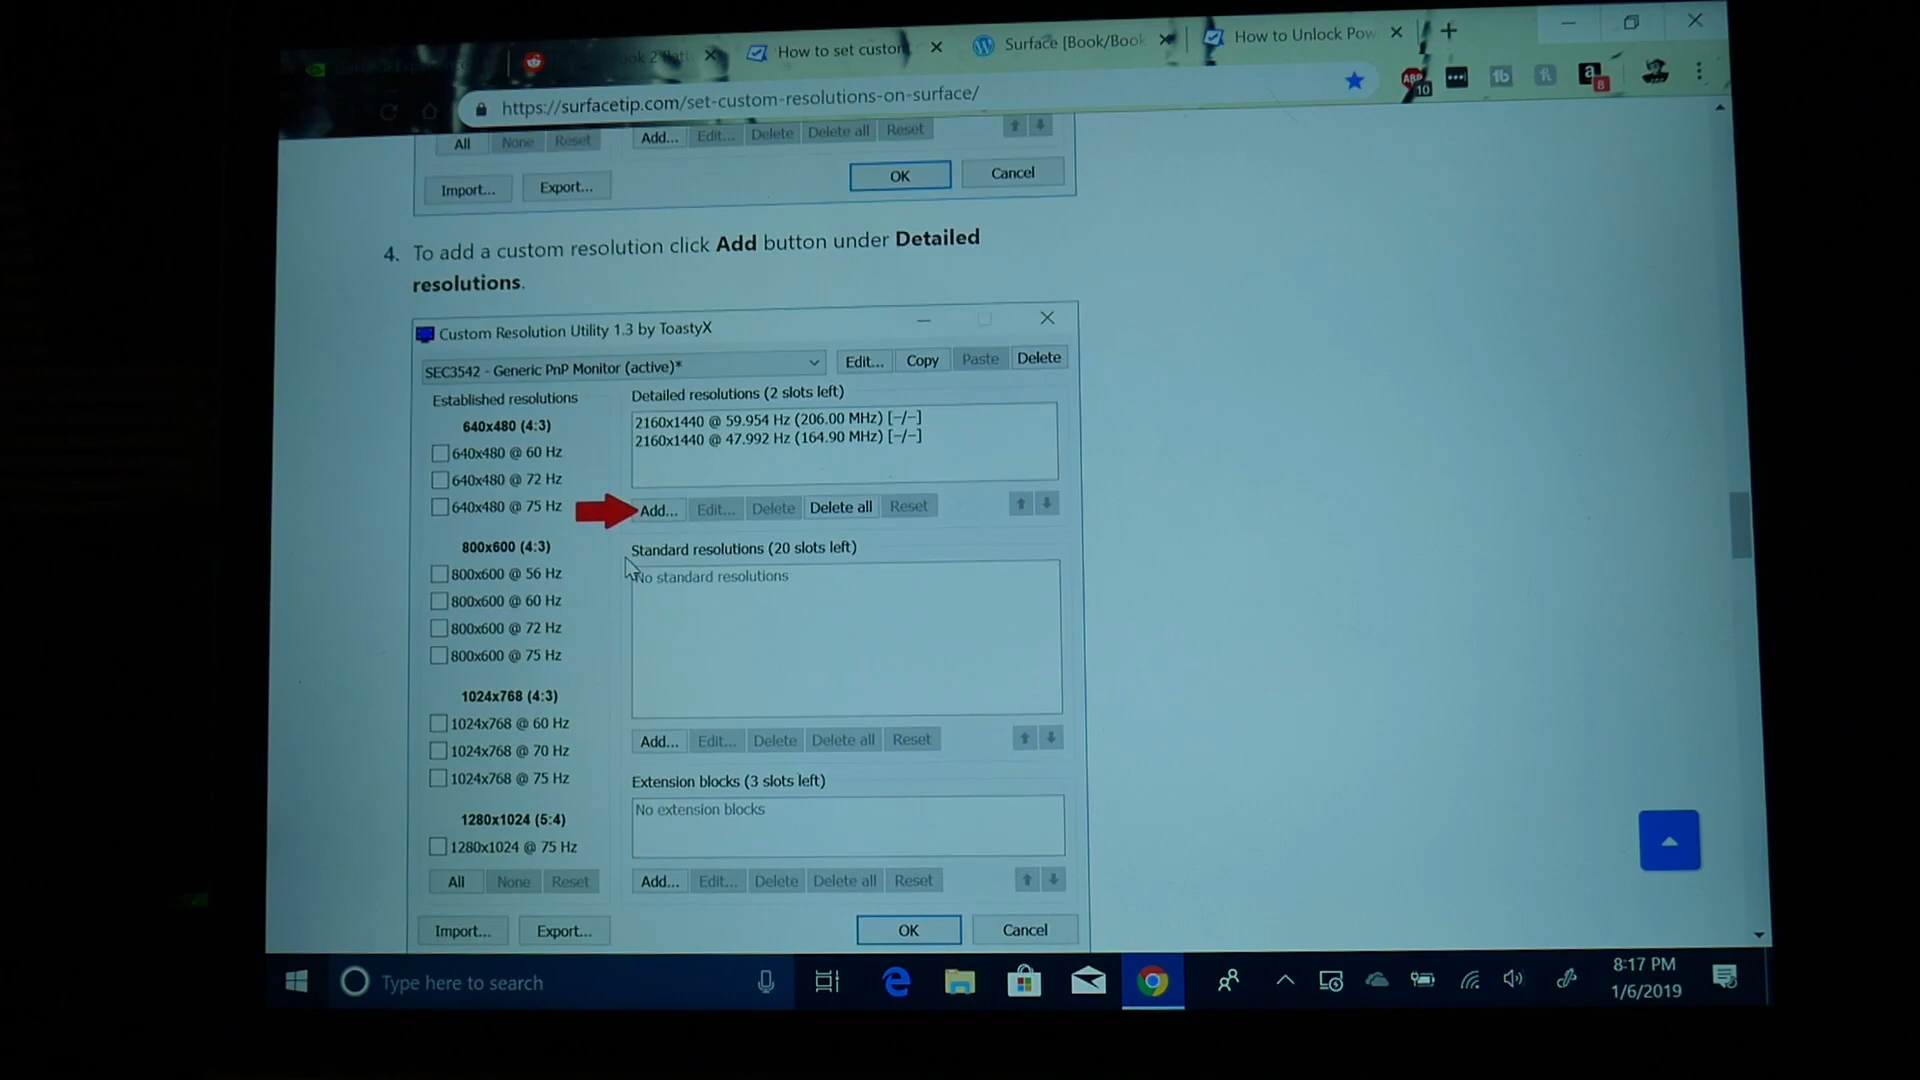 How to set custom
Surface [Book/Book
How to Unlock Pow
https://surfacetip.com/set-custom-resolutions-on-surface/
ABP
10
a
8
All None Reset
Add... Edit... Delete Delete all Reset
Import... Export...
OK Cancel
4. To add a custom resolution click Add button under Detailed
resolutions.
Custom Resolution Utility 1.3 by ToastyX
SEC3542 - Generic PnP Monitor (active)*
Edit... Copy Paste Delete
Established resolutions
640x480 (4:3)
640x480 @ 60 Hz
640x480 @ 72 Hz
640x480 @ 75 Hz
800x600 (4:3)
800x600 @ 56 Hz
800x600 @ 60 Hz
800x600 @ 72 Hz
800x600 @ 75 Hz
1024x768 (4:3)
1024x768 @ 60 Hz
1024x768 @ 70 Hz
1024x768 @ 75 Hz
1280x1024 (5:4)
1280x1024 @ 75 Hz
All None Reset
Detailed resolutions (2 slots left)
2160x1440 @ 59.954 Hz (206.00 MHz) [-/-]
2160x1440 @ 47.992 Hz (164.90 MHz) [-/-]
Add... Edit... Delete Delete all Reset
Standard resolutions (20 slots left)
No standard resolutions
Add... Edit... Delete Delete all Reset
Extension blocks (3 slots left)
No extension blocks
Add... Edit... Delete Delete all Reset
Import... Export...
OK Cancel
Type here to search
8:17 PM
1/6/2019